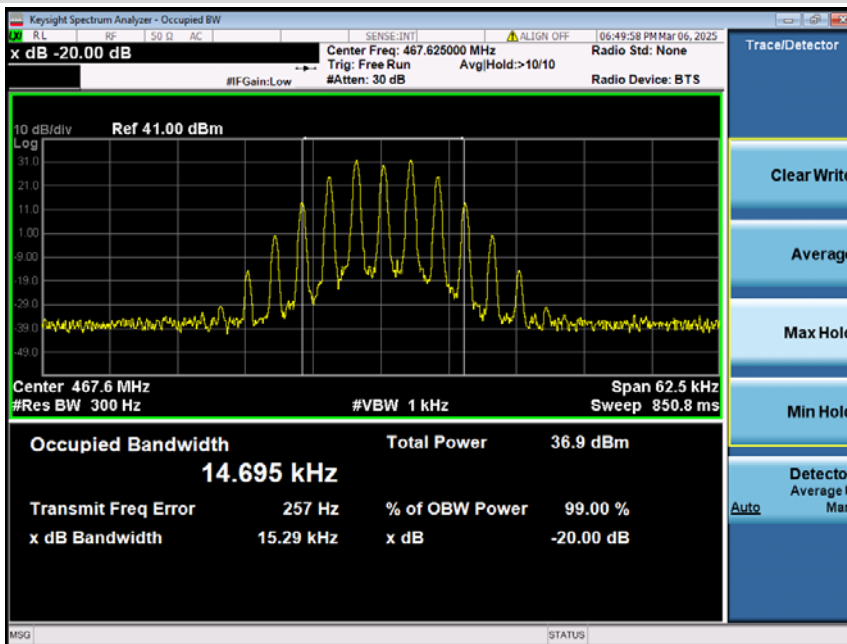 Keysight Spectrum Analyzer - Occupied BW
LXI RL RF 50 Ω AC SENSE:INT ALIGN OFF 06:49:58 PM Mar 06, 2025
x dB -20.00 dB
Center Freq: 467.625000 MHz
Radio Std: None
Trig: Free Run
Avg|Hold:>10/10
#IFGain:Low
#Atten: 30 dB
Radio Device: BTS
Trace/Detector
10 dB/div
Ref 41.00 dBm
Log
31.0
21.0
11.0
1.00
-9.00
-19.0
-29.0
-39.0
-49.0
Center 467.6 MHz
Span 62.5 kHz
#Res BW 300 Hz
#VBW 1 kHz
Sweep 850.8 ms
Occupied Bandwidth
Total Power 36.9 dBm
14.695 kHz
Transmit Freq Error 257 Hz
% of OBW Power 99.00 %
x dB Bandwidth 15.29 kHz
x dB -20.00 dB
Clear Write
Average
Max Hold
Min Hold
Detecto
Average
Auto
Man
MSG
STATUS